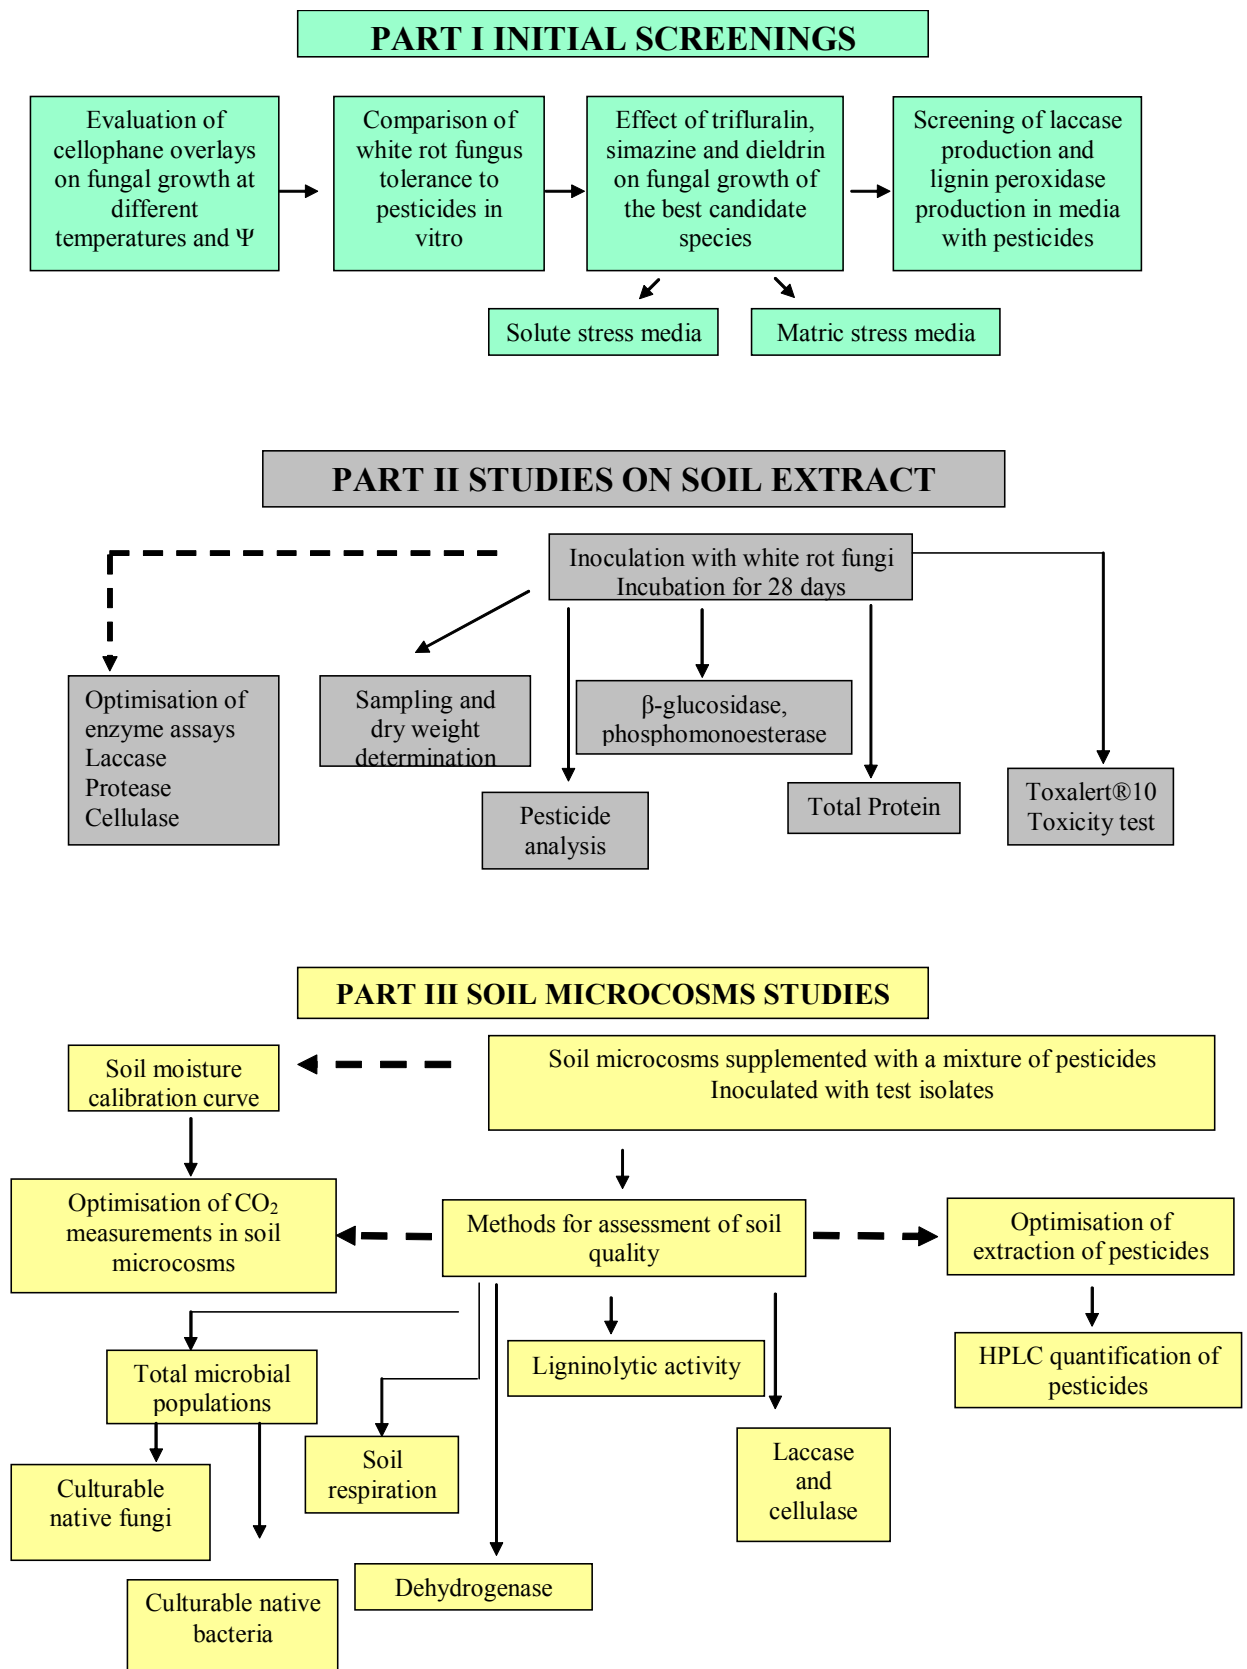 PART I INITIAL SCREENINGS
Evaluation of
cellophane overlays
on fungal growth at
different
temperatures and Ψ
Comparison of
white rot fungus
tolerance to
pesticides in
vitro
Effect of trifluralin,
simazine and dieldrin
on fungal growth of
the best candidate
species
Screening of laccase
production and
lignin peroxidase
production in media
with pesticides
Solute stress media
Matric stress media
PART II STUDIES ON SOIL EXTRACT
Inoculation with white rot fungi
Incubation for 28 days
Optimisation of
enzyme assays
Laccase
Protease
Cellulase
Sampling and
dry weight
determination
β-glucosidase,
phosphomonoesterase
Pesticide
analysis
Total Protein
Toxalert®10
Toxicity test
PART III SOIL MICROCOSMS STUDIES
Soil moisture
calibration curve
Soil microcosms supplemented with a mixture of pesticides
Inoculated with test isolates
Optimisation of CO₂
measurements in soil
microcosms
Methods for assessment of soil
quality
Optimisation of
extraction of pesticides
Total microbial
populations
Ligninolytic activity
HPLC quantification of
pesticides
Culturable
native fungi
Soil
respiration
Laccase
and
cellulase
Dehydrogenase
Culturable native
bacteria